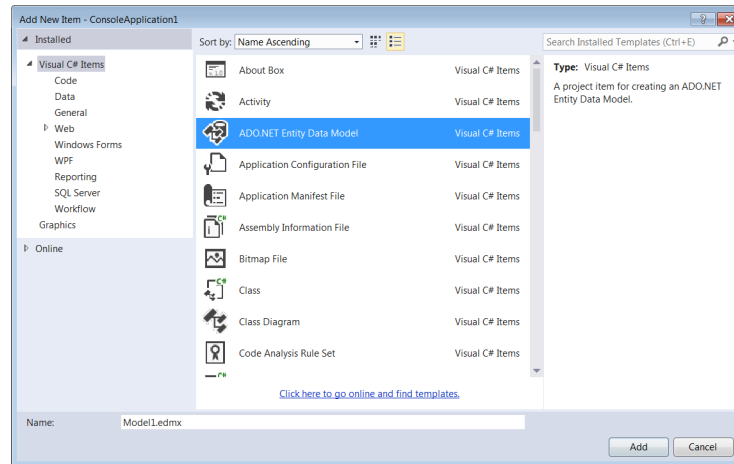 Add New Item - ConsoleApplication1
Installed
Sort by: Name Ascending
Search Installed Templates (Ctrl+E)
Visual C# Items
Code
Data
General
Web
Windows Forms
WPF
Reporting
SQL Server
Workflow
Graphics
Online
About Box Visual C# Items
Activity Visual C# Items
ADO.NET Entity Data Model Visual C# Items
Application Configuration File Visual C# Items
Application Manifest File Visual C# Items
Assembly Information File Visual C# Items
Bitmap File Visual C# Items
Class Visual C# Items
Class Diagram Visual C# Items
Code Analysis Rule Set Visual C# Items
Click here to go online and find templates.
Type: Visual C# Items
A project item for creating an ADO.NET
Entity Data Model.
Name: Model1.edmx
Add Cancel